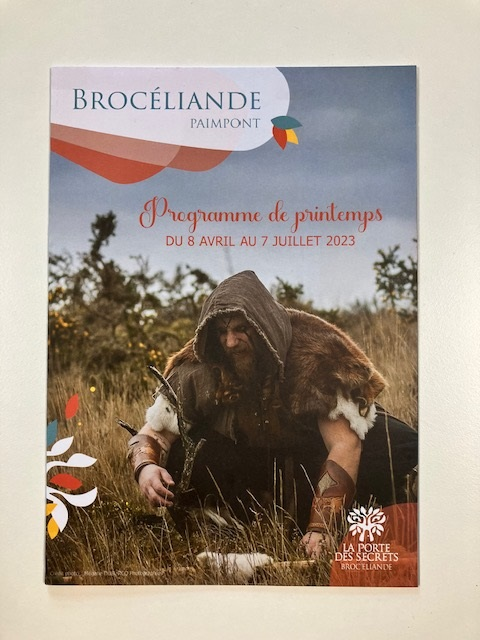 BROCÉLIANDE
PAIMPONT
Programme de printemps
DU 8 AVRIL AU 7 JUILLET 2023
LA PORTE
DES SECRETS
BROCÉLIANDE